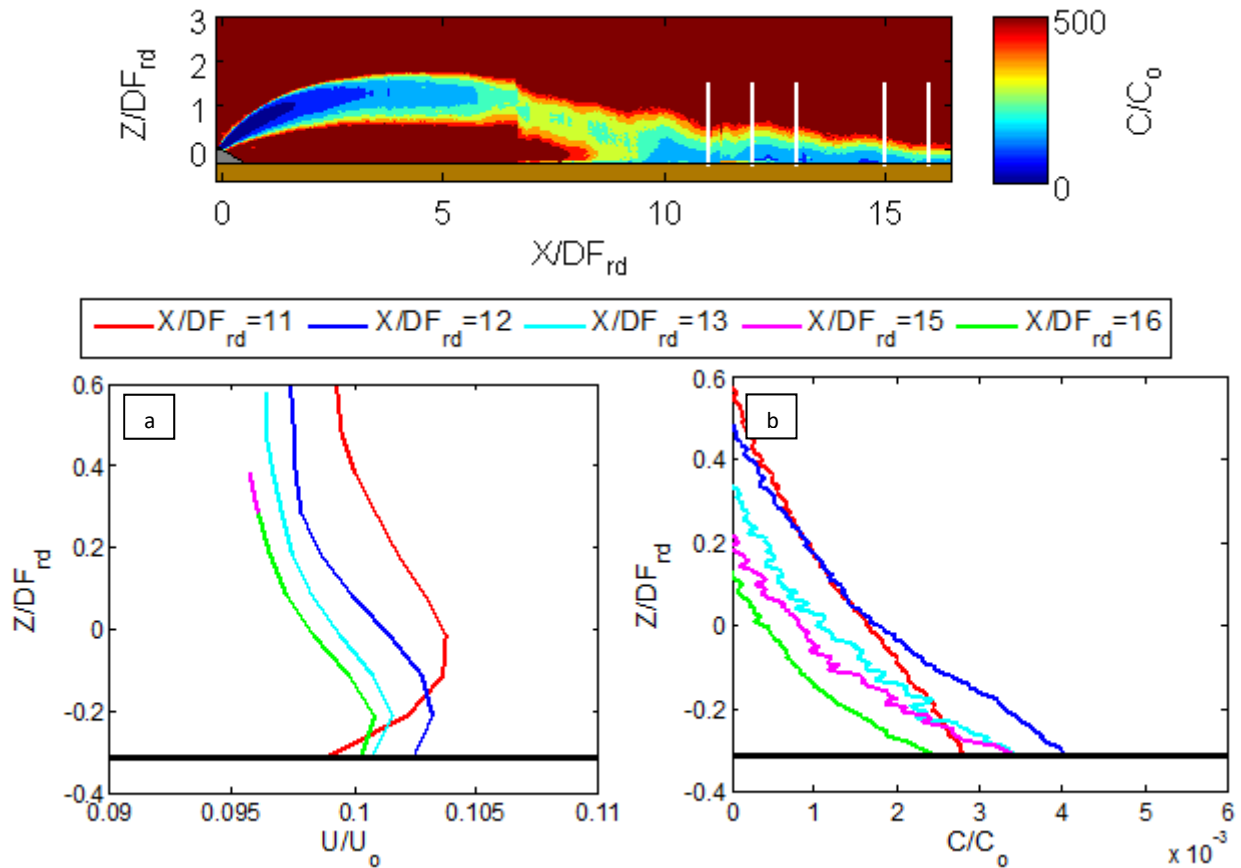 3
2
1
0
Z/DF_rd
0 5 10 15
X/DF_rd
500
0
C/C_o
X/DF_rd=11 X/DF_rd=12 X/DF_rd=13 X/DF_rd=15 X/DF_rd=16
a
0.6
0.4
0.2
0
-0.2
-0.4
Z/DF_rd
0.09 0.095 0.1 0.105 0.11
U/U_o
b
0.6
0.4
0.2
0
-0.2
-0.4
Z/DF_rd
0 1 2 3 4 5 6
C/C_o
x 10^-3